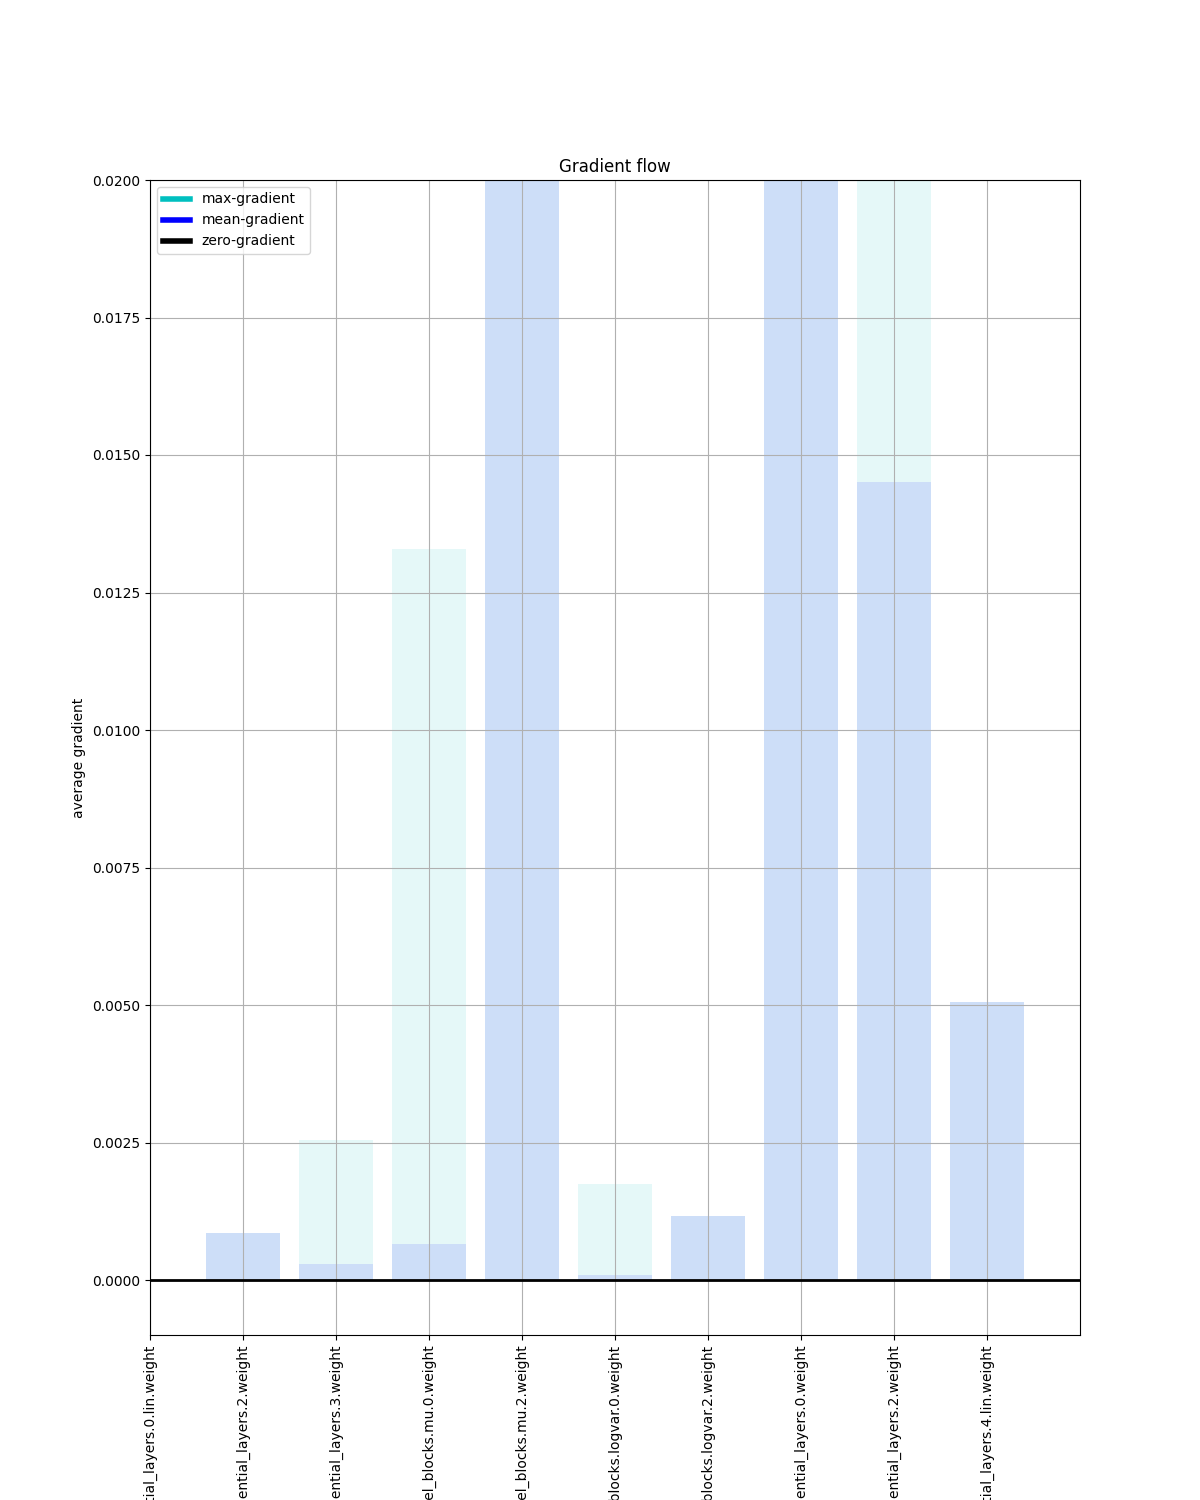 Gradient flow
max-gradient
mean-gradient
zero-gradient
0.0200
0.0175
0.0150
0.0125
0.0100
0.0075
0.0050
0.0025
0.0000
average gradient
tial_layers.0.lin.weight
ential_layers.2.weight
ential_layers.3.weight
el_blocks.mu.0.weight
el_blocks.mu.2.weight
blocks.logvar.0.weight
blocks.logvar.2.weight
ential_layers.0.weight
ential_layers.2.weight
tial_layers.4.lin.weight